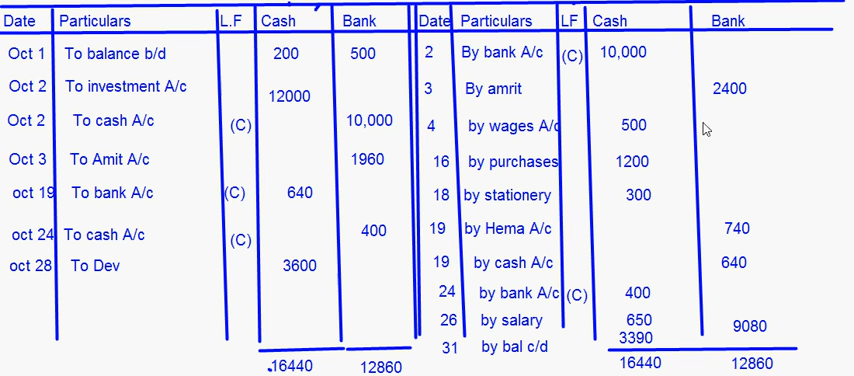 Date Particulars L.F Cash Bank Date Particulars LF Cash Bank
Oct 1 To balance b/d 200 500 2 By bank A/c (C) 10,000
Oct 2 To investment A/c 12000 3 By amrit 2400
Oct 2 To cash A/c (C) 10,000 4 by wages A/c 500
Oct 3 To Amit A/c 1960 16 by purchases 1200
oct 19 To bank A/c (C) 640 18 by stationery 300
oct 24 To cash A/c (C) 400 19 by Hema A/c 740
oct 28 To Dev 3600 19 by cash A/c 640
24 by bank A/c (C) 400
26 by salary 650 9080
31 by bal c/d 3390
16440 12860 16440 12860